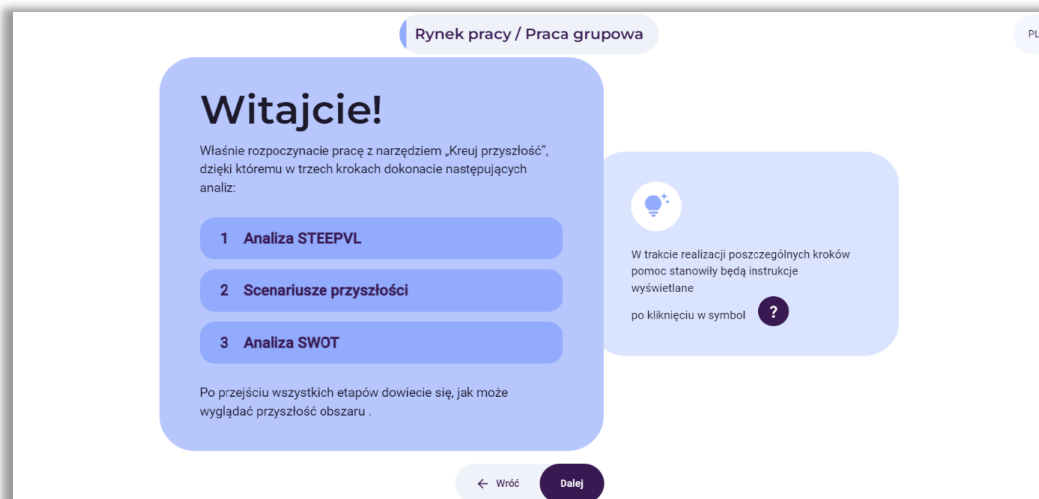 Rynek pracy / Praca grupowa
PL
Witajcie!
Właśnie rozpoczynacie pracę z narzędziem „Kreuj przyszłość”,
dzięki któremu w trzech krokach dokonacie następujących
analiz:
1 Analiza STEEPVL
2 Scenariusze przyszłości
3 Analiza SWOT
Po przejściu wszystkich etapów dowiecie się, jak może
wyglądać przyszłość obszaru .
W trakcie realizacji poszczególnych kroków
pomoc stanowiły będą instrukcje
wyświetlane
po kliknięciu w symbol ?
← Wróć
Dalej